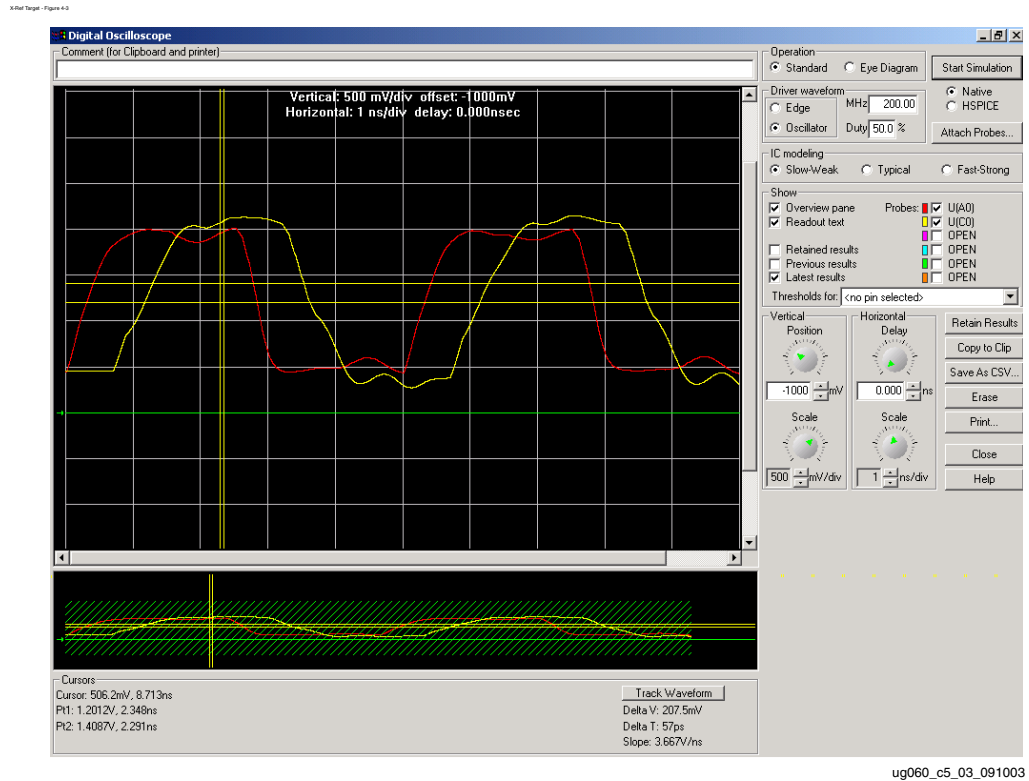 X-Ref Target - Figure 4-3
Digital Oscilloscope
Comment (for Clipboard and printer)
Vertical: 500 mV/div offset: -1000mV
Horizontal: 1 ns/div delay: 0.000nsec
Operation
Standard Eye Diagram
Start Simulation
Driver waveform
Edge
Oscillator
MHz 200.00
Duty 50.0 %
Native
HSPICE
Attach Probes...
IC modeling
Slow-Weak Typical Fast-Strong
Show
Overview pane
Readout text
Retained results
Previous results
Latest results
Probes: U(A0)
U(C0)
OPEN
OPEN
OPEN
OPEN
Thresholds for: <no pin selected>
Vertical
Position
-1000 mV
Scale
500 mV/div
Horizontal
Delay
0.000 ns
Scale
1 ns/div
Retain Results
Copy to Clip
Save As CSV...
Erase
Print...
Close
Help
Cursors
Cursor: 506.2mV, 8.713ns
Pt1: 1.2012V, 2.348ns
Pt2: 1.4087V, 2.291ns
Track Waveform
Delta V: 207.5mV
Delta T: 57ps
Slope: 3.667V/ns
ug060_c5_03_091003